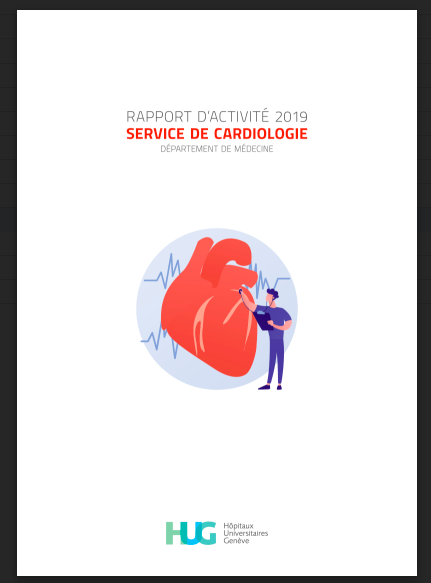 RAPPORT D'ACTIVITÉ 2019
SERVICE DE CARDIOLOGIE
DÉPARTEMENT DE MÉDECINE
HUG
Hôpitaux
Universitaires
Genève